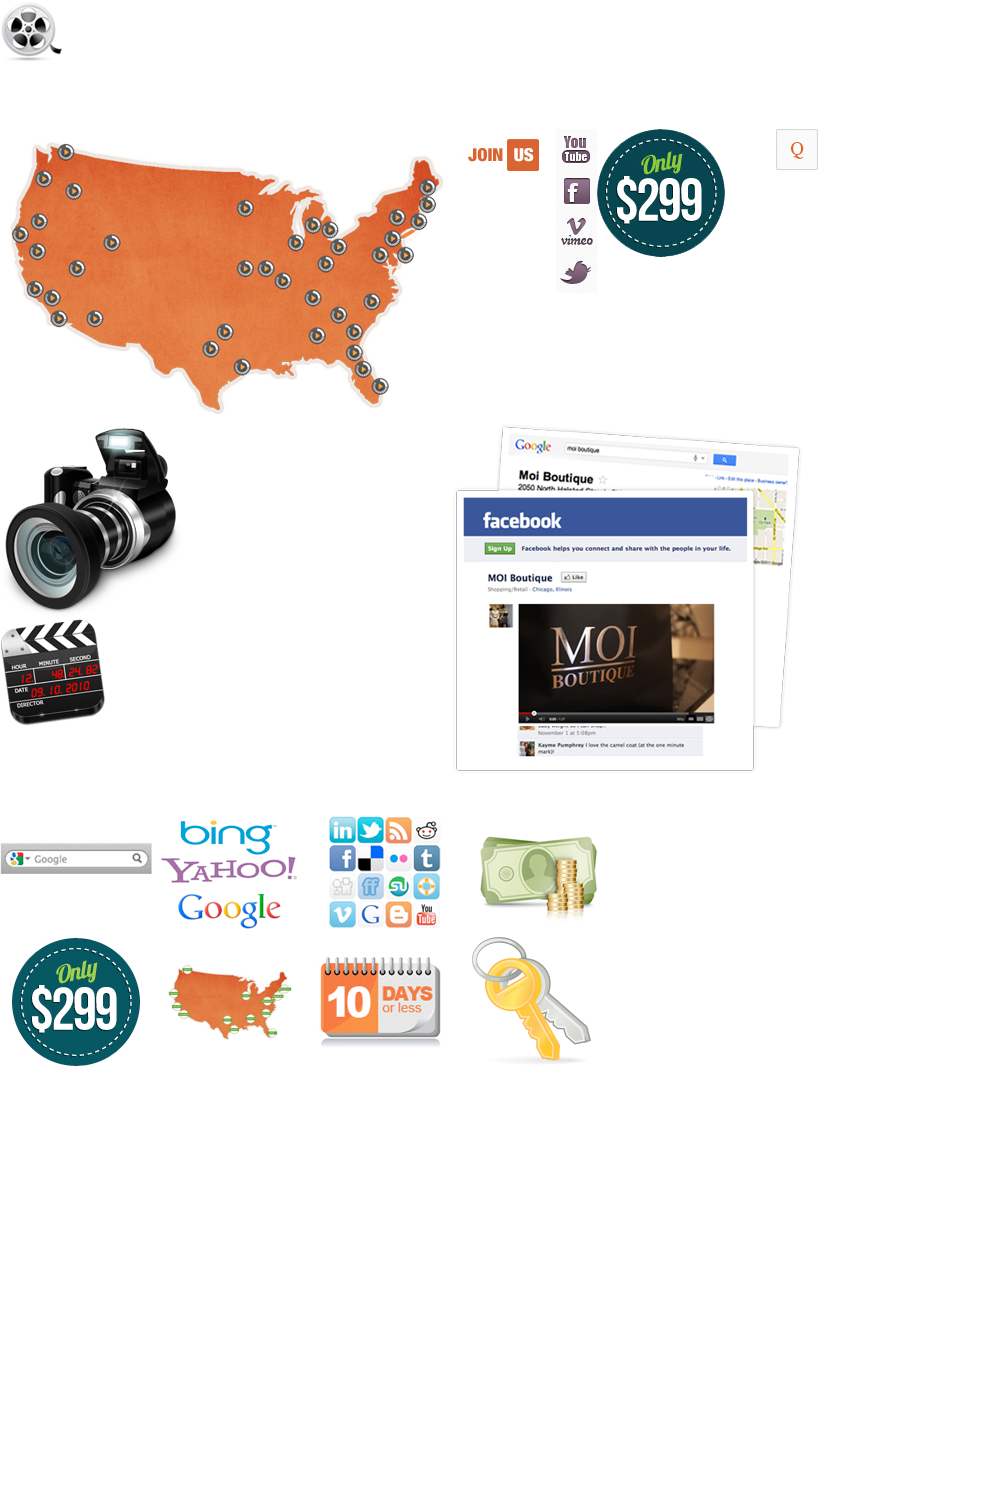 JOIN US
You
Tube
f
vimeo
Only
$299
Q
Google
moi boutique
Moi Boutique
facebook
Sign Up
Facebook helps you connect and share with the people in your life.
MOI Boutique
Like
Shopping/Retail · Chicago, Illinois
MOI
BOUTIQUE
November 1 at 5:08pm
Kayme Pumphrey I love the camel coat (at the one minute
mark)!
HOUR MINUTE SECOND
12 48 24 82
DATE 09.10.2010
DIRECTOR
Google
bing
YAHOO!
Google
in
f
t
ff
v G B You
Tube
Only
$299
10 DAYS
or less